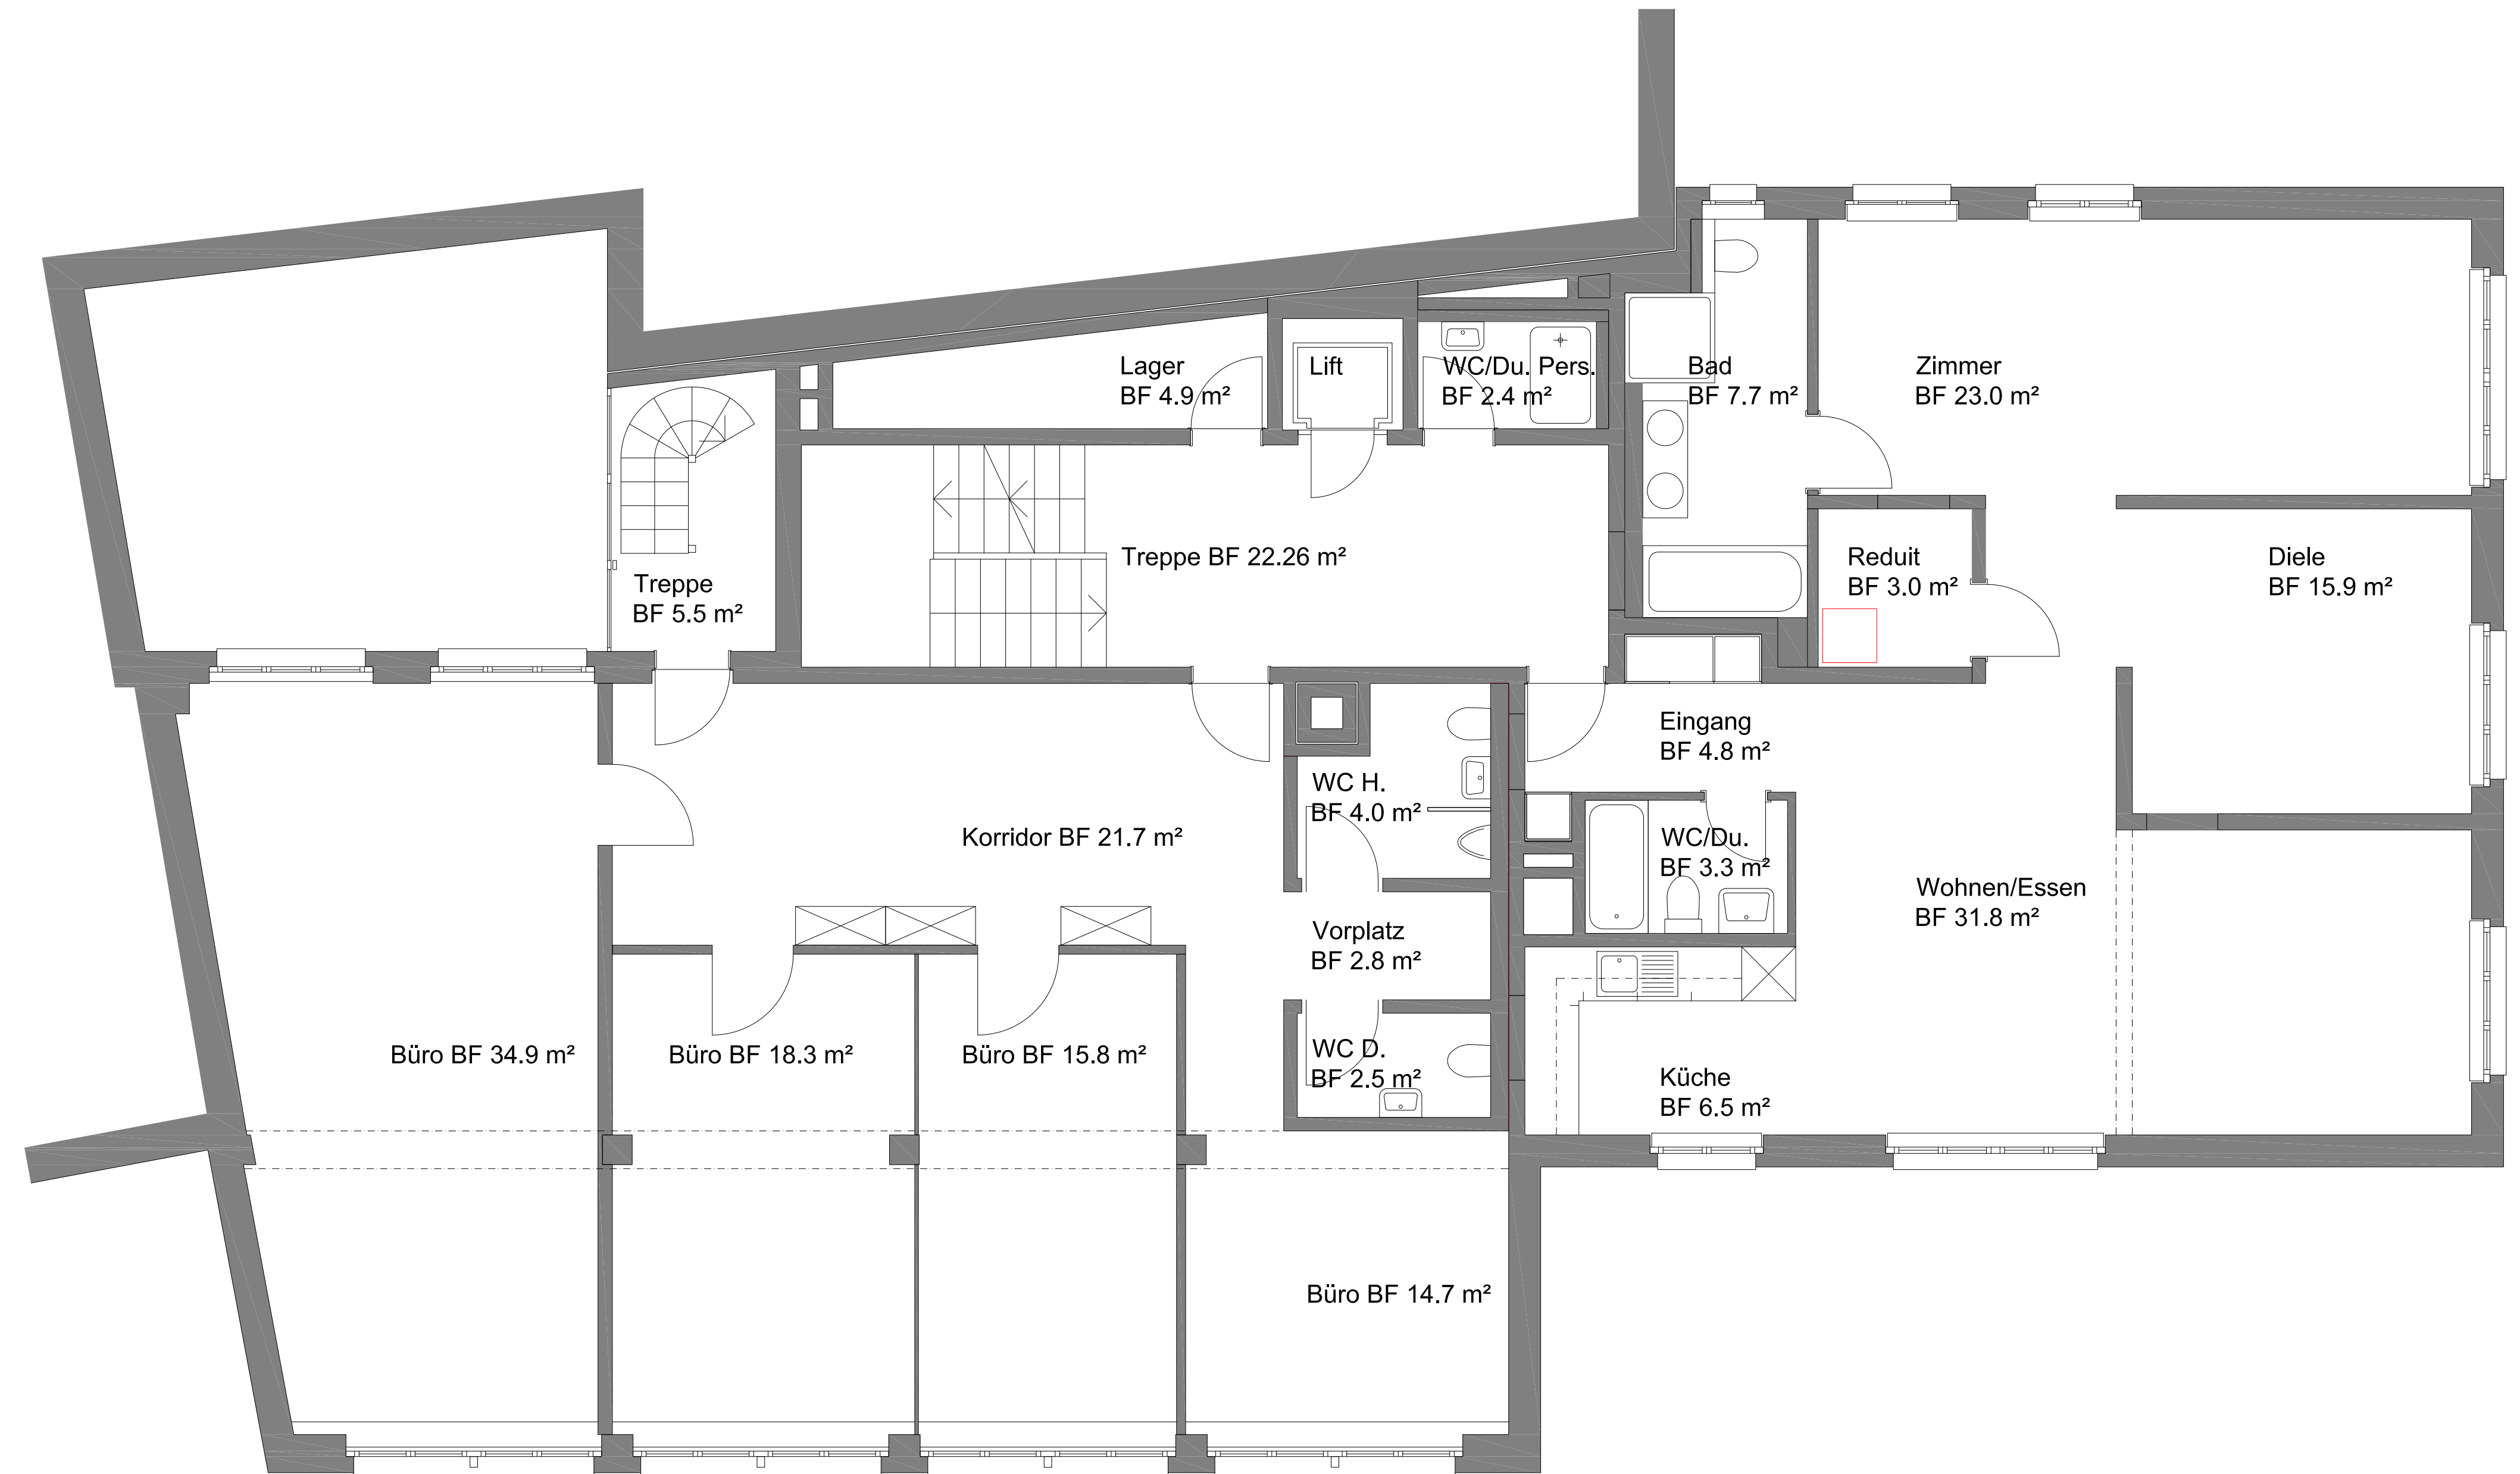 Lager
BF 4.9 m²
Lift
WC/Du. Pers.
BF 2.4 m²
Bad
BF 7.7 m²
Zimmer
BF 23.0 m²
Treppe
BF 5.5 m²
Treppe BF 22.26 m²
Reduit
BF 3.0 m²
Diele
BF 15.9 m²
Eingang
BF 4.8 m²
WC H.
BF 4.0 m²
Korridor BF 21.7 m²
WC/Du.
BF 3.3 m²
Wohnen/Essen
BF 31.8 m²
Vorplatz
BF 2.8 m²
Büro BF 34.9 m²
Büro BF 18.3 m²
Büro BF 15.8 m²
WC D.
BF 2.5 m²
Küche
BF 6.5 m²
Büro BF 14.7 m²